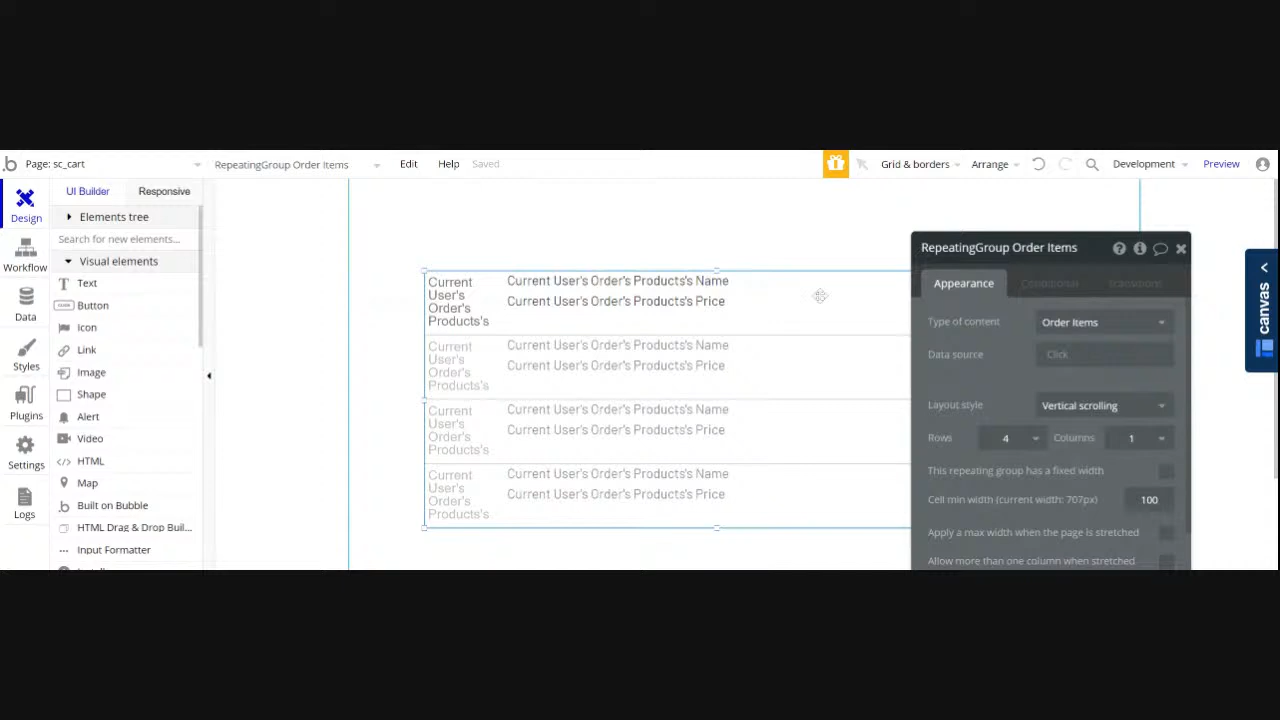 Page: sc_cart
RepeatingGroup Order Items
Edit
Help
Saved
Grid & borders
Arrange
Development
Preview
Design
Workflow
Data
Styles
Plugins
Settings
Logs
UI Builder
Responsive
Elements tree
Search for new elements...
Visual elements
Text
Button
Icon
Link
Image
Shape
Alert
Video
HTML
Map
Built on Bubble
HTML Drag & Drop Buil...
Input Formatter
Current
User's
Order's
Products's
Current User's Order's Products's Name
Current User's Order's Products's Price
Current
User's
Order's
Products's
Current User's Order's Products's Name
Current User's Order's Products's Price
Current
User's
Order's
Products's
Current User's Order's Products's Name
Current User's Order's Products's Price
Current
User's
Order's
Products's
Current User's Order's Products's Name
Current User's Order's Products's Price
RepeatingGroup Order Items
Appearance
Conditional
Transitions
Type of content
Order Items
Data source
Click
Layout style
Vertical scrolling
Rows
4
Columns
1
This repeating group has a fixed width
Cell min width (current width: 707px)
100
Apply a max width when the page is stretched
Allow more than one column when stretched
canvas